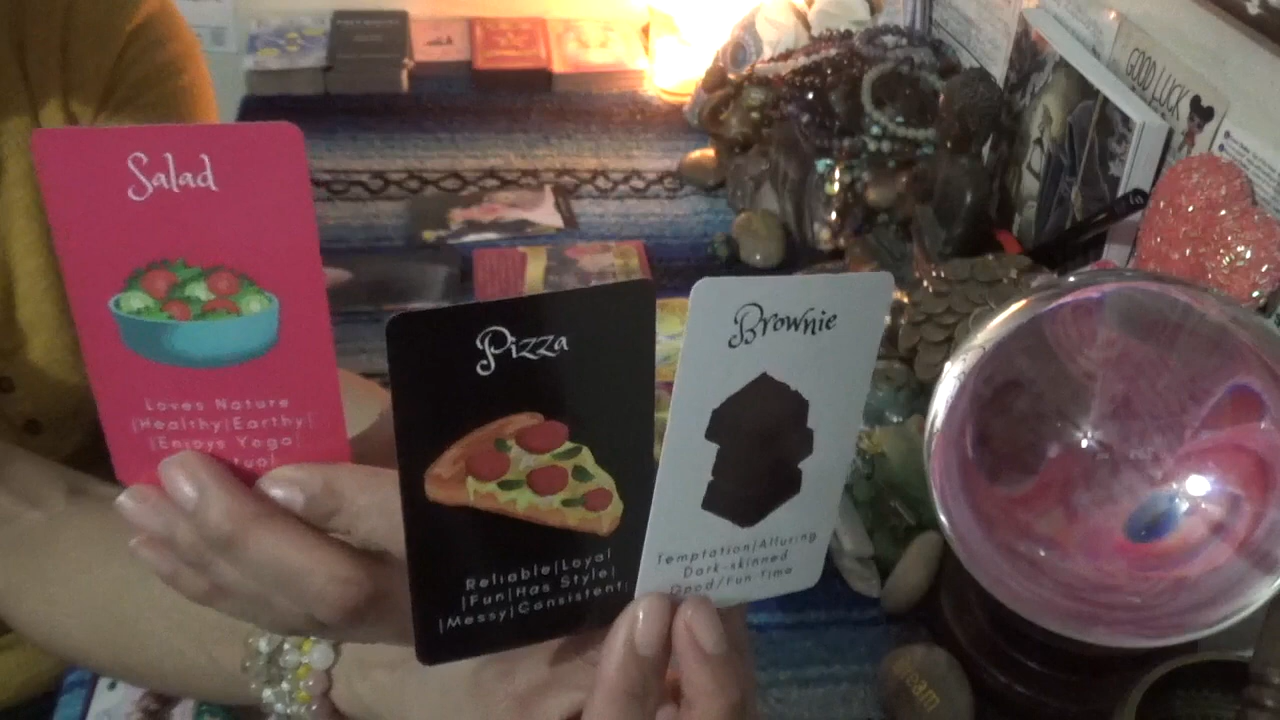 Salad
Loves Nature
|Healthy|Earthy|
|Enjoys Yoga|
Pizza
Reliable|Loyal
|Fun|Has Style|
|Messy|Consistent|
Brownie
Temptation|Alluring
Dark-skinned
Good/Fun Time
GOOD LUCK
Dream